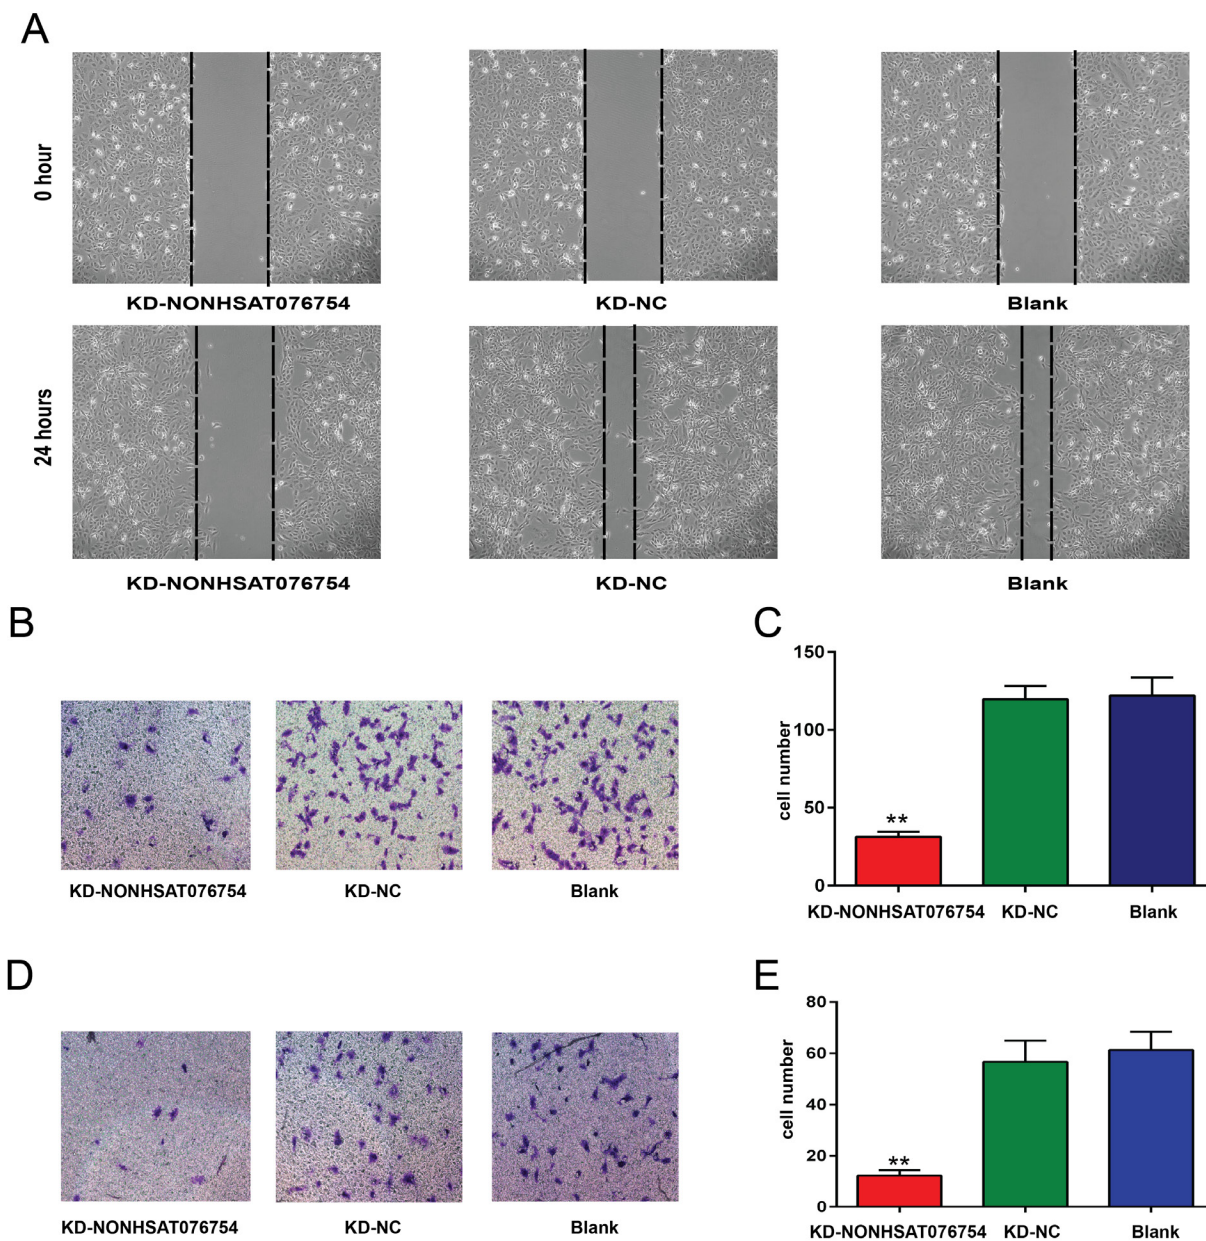 A
0 hour
KD-NONHSAT076754 KD-NC Blank
24 hours
KD-NONHSAT076754 KD-NC Blank
B
KD-NONHSAT076754 KD-NC Blank
C
150
100
50
0
cell number
**
KD-NONHSAT076754 KD-NC Blank
D
KD-NONHSAT076754 KD-NC Blank
E
80
60
40
20
0
cell number
**
KD-NONHSAT076754 KD-NC Blank